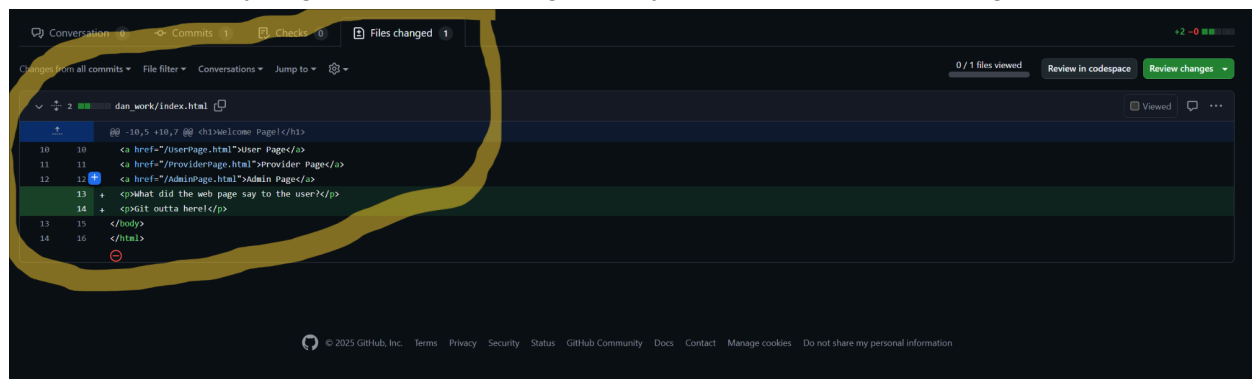 Conversation 0 Commits 1 Checks 0 Files changed 1 +2 −0
Changes from all commits File filter Conversations Jump to 0 / 1 files viewed Review in codespace Review changes
2 dan_work/index.html Viewed
@@ -10,5 +10,7 @@ <h1>Welcome Page!</h1>
10 10 <a href="/UserPage.html">User Page</a>
11 11 <a href="/ProviderPage.html">Provider Page</a>
12 12 <a href="/AdminPage.html">Admin Page</a>
13 + <p>What did the web page say to the user?</p>
14 + <p>Git outta here!</p>
13 15 </body>
14 16 </html>
© 2025 GitHub, Inc. Terms Privacy Security Status GitHub Community Docs Contact Manage cookies Do not share my personal information